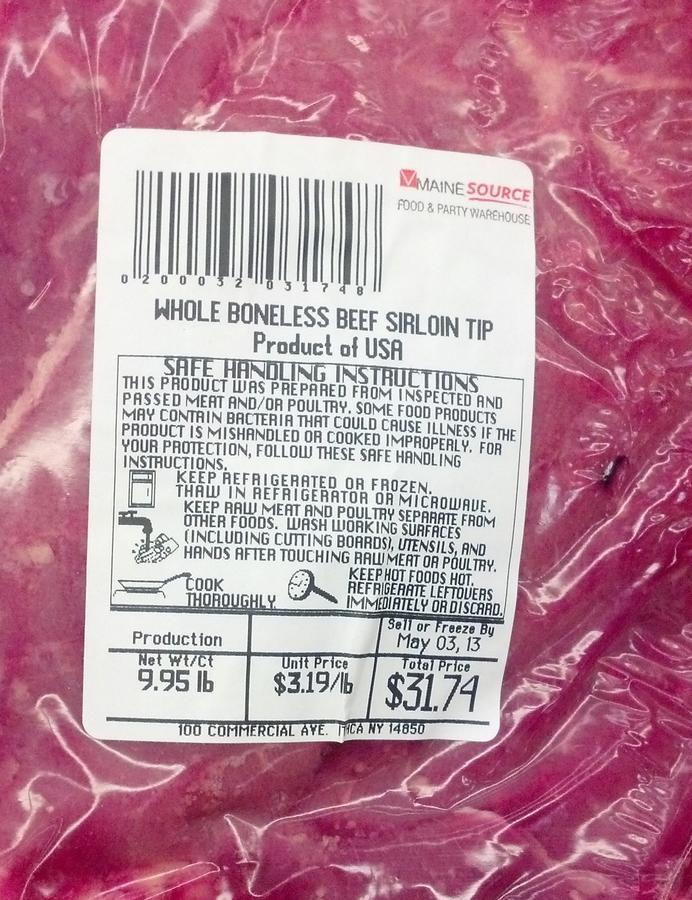 MAINE SOURCE
FOOD & PARTY WAREHOUSE
0 200032 031748
WHOLE BONELESS BEEF SIRLOIN TIP
Product of USA
SAFE HANDLING INSTRUCTIONS
THIS PRODUCT WAS PREPARED FROM INSPECTED AND
PASSED MEAT AND/OR POULTRY. SOME FOOD PRODUCTS
MAY CONTAIN BACTERIA THAT COULD CAUSE ILLNESS IF THE
PRODUCT IS MISHANDLED OR COOKED IMPROPERLY. FOR
YOUR PROTECTION, FOLLOW THESE SAFE HANDLING
INSTRUCTIONS.
KEEP REFRIGERATED OR FROZEN.
THAW IN REFRIGERATOR OR MICROWAVE.
KEEP RAW MEAT AND POULTRY SEPARATE FROM
OTHER FOODS. WASH WORKING SURFACES
(INCLUDING CUTTING BOARDS), UTENSILS, AND
HANDS AFTER TOUCHING RAW MEAT OR POULTRY.
COOK
THOROUGHLY.
KEEP HOT FOODS HOT.
REFRIGERATE LEFTOVERS
IMMEDIATELY OR DISCARD.
Production
Sell or Freeze By
May 03, 13
Net Wt/Ct
9.95 lb
Unit Price
$3.19/lb
Total Price
$31.74
100 COMMERCIAL AVE. NY 14850